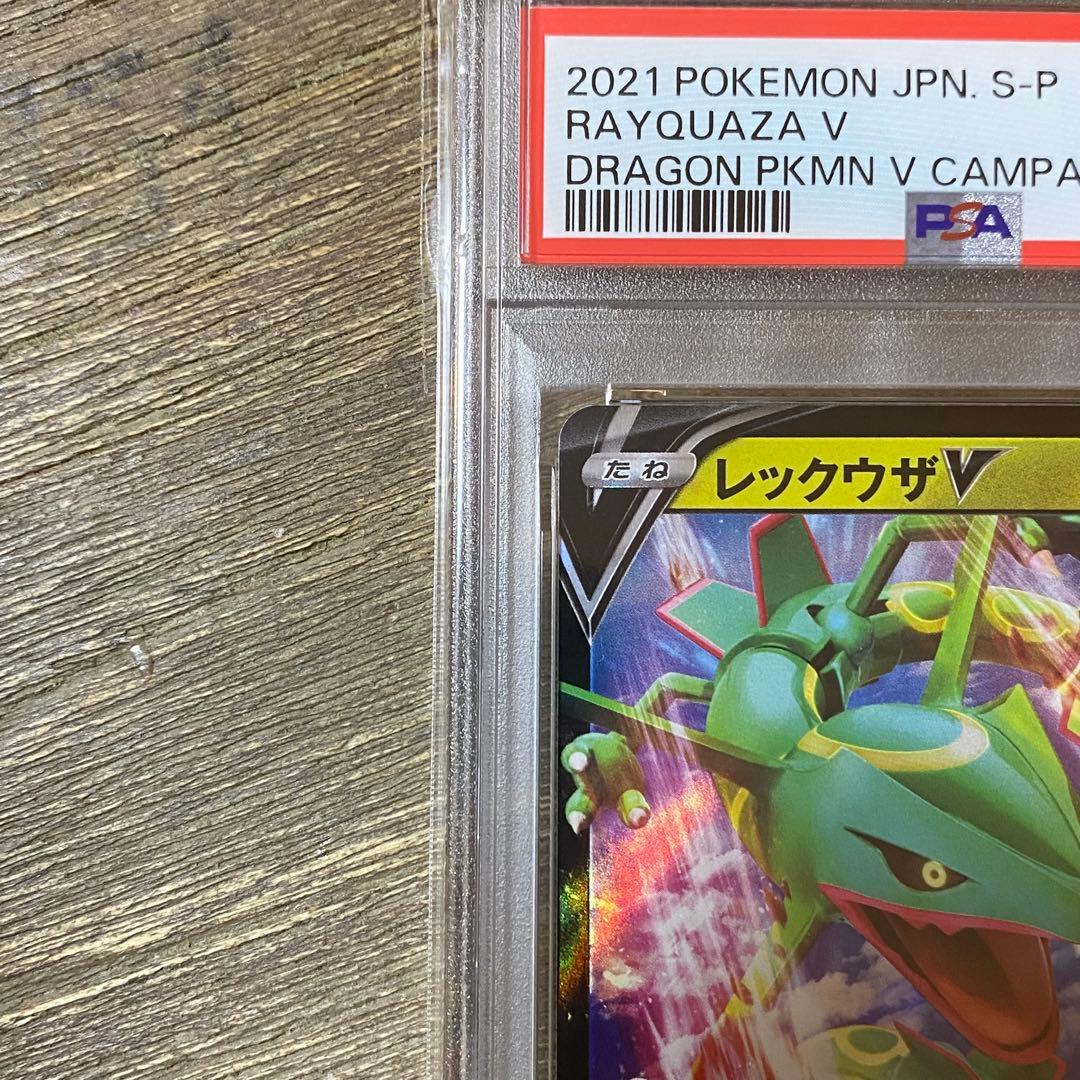 2021 POKEMON JPN. S-P
RAYQUAZA V
DRAGON PKMN V CAMPA
PSA
たね
レックウザV